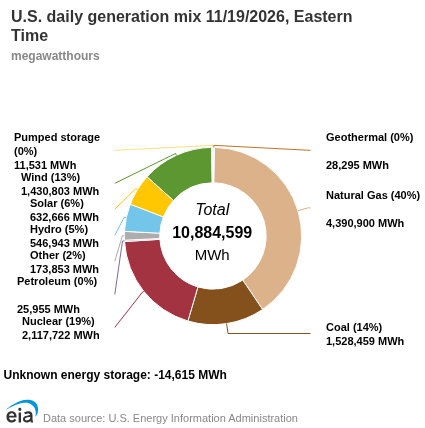 U.S. daily generation mix 11/19/2026, Eastern
Time
megawatthours
Pumped storage
(0%)
11,531 MWh
Wind (13%)
1,430,803 MWh
Solar (6%)
632,666 MWh
Hydro (5%)
546,943 MWh
Other (2%)
173,853 MWh
Petroleum (0%)
25,955 MWh
Nuclear (19%)
2,117,722 MWh
Total
10,884,599
MWh
Geothermal (0%)
28,295 MWh
Natural Gas (40%)
4,390,900 MWh
Coal (14%)
1,528,459 MWh
Unknown energy storage: -14,615 MWh
eia
Data source: U.S. Energy Information Administration